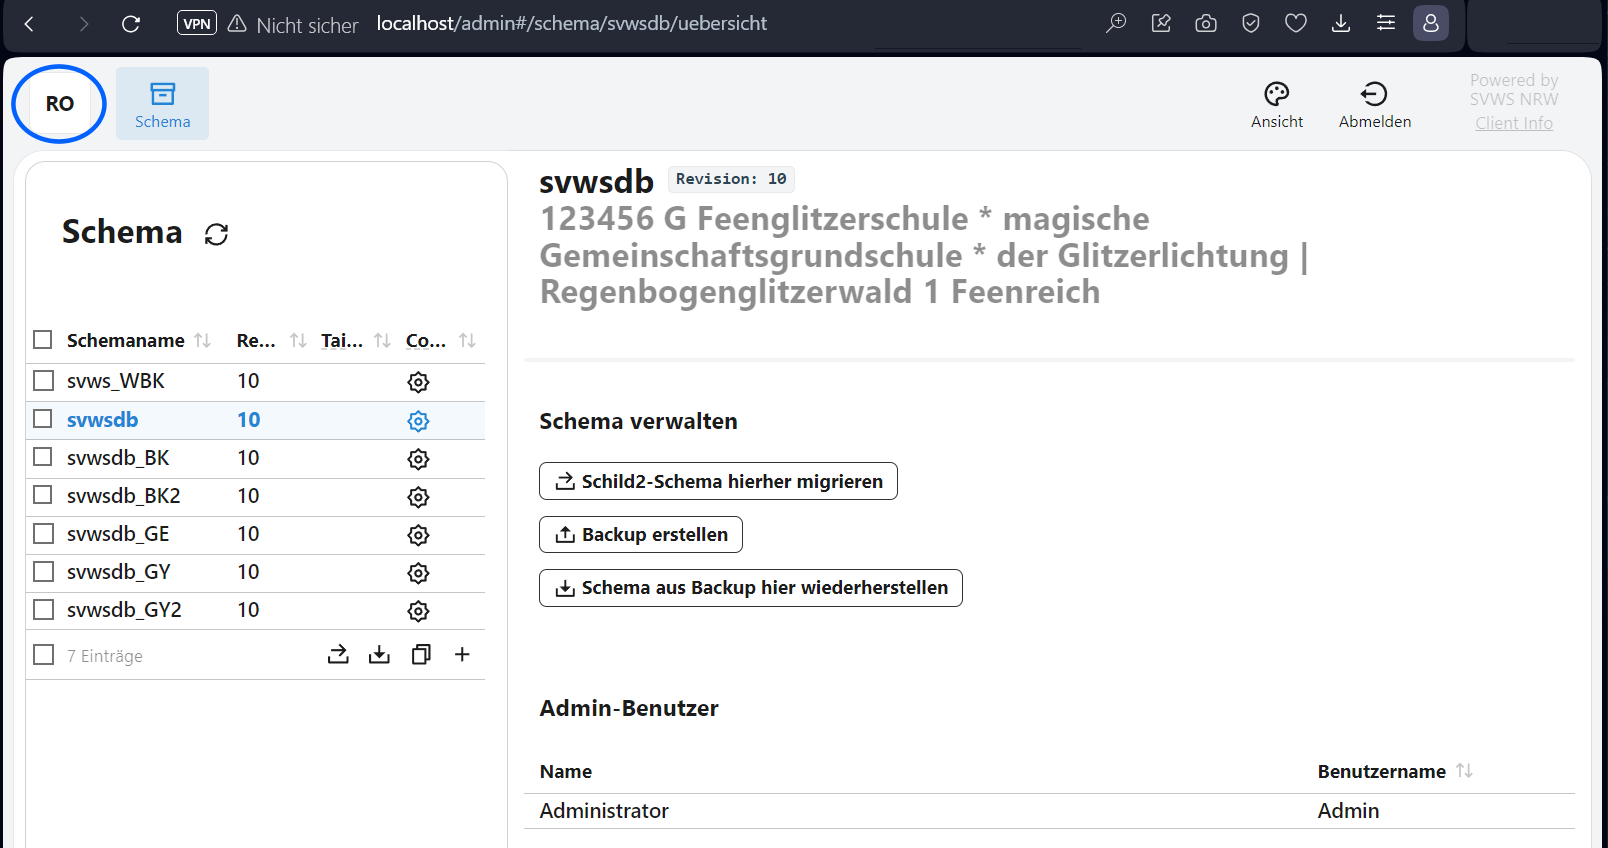 VPN Nicht sicher localhost/admin#/schema/svwsdb/uebersicht
RO
Schema
Ansicht
Abmelden
Powered by
SVWS NRW
Client Info
Schema
Schemaname Re... Tai... Co...
svws_WBK 10
svwsdb 10
svwsdb_BK 10
svwsdb_BK2 10
svwsdb_GE 10
svwsdb_GY 10
svwsdb_GY2 10
7 Einträge
svwsdb Revision: 10
123456 G Feenglitzerschule * magische
Gemeinschaftsgrundschule * der Glitzerlichtung |
Regenbogenglitzerwald 1 Feenreich
Schema verwalten
Schild2-Schema hierher migrieren
Backup erstellen
Schema aus Backup hier wiederherstellen
Admin-Benutzer
Name Benutzername
Administrator Admin